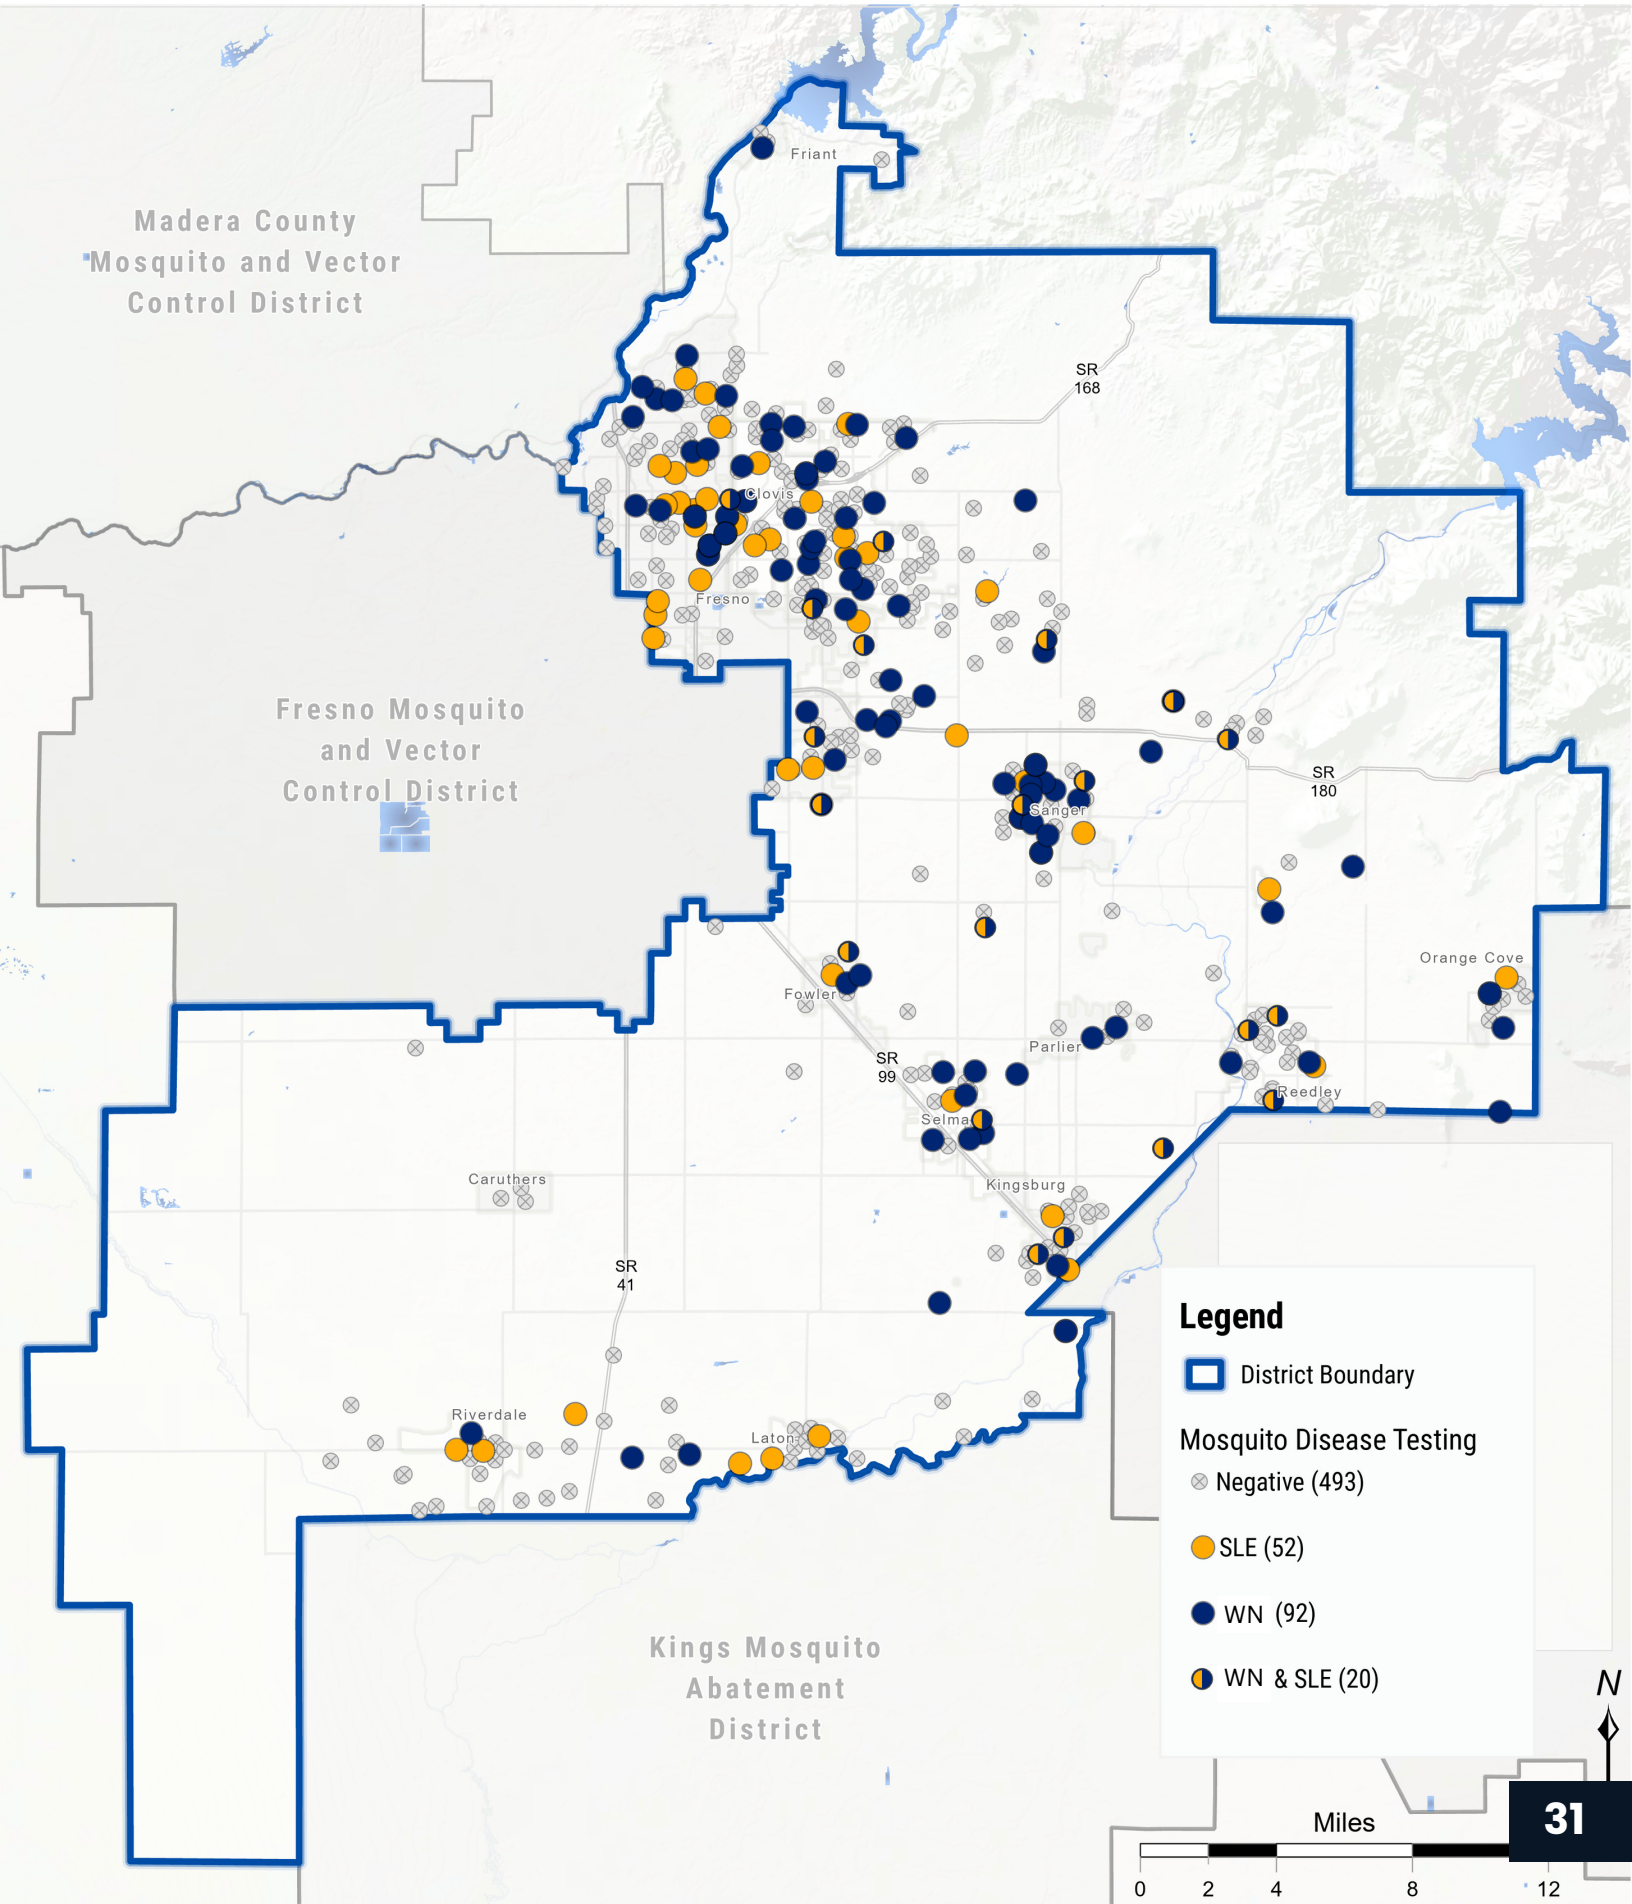 Friant
Madera County
Mosquito and Vector
Control District
SR
168
Clovis
Fresno
Fresno Mosquito
and Vector
Control District
SR
180
Sanger
Orange Cove
Fowler
Parlier
SR
99
Reedley
Selma
Caruthers
Kingsburg
SR
41
Riverdale
Laton
Legend
District Boundary
Mosquito Disease Testing
Negative (493)
SLE (52)
WN (92)
WN & SLE (20)
Kings Mosquito
Abatement
District
N
31
Miles
0 2 4 8 12